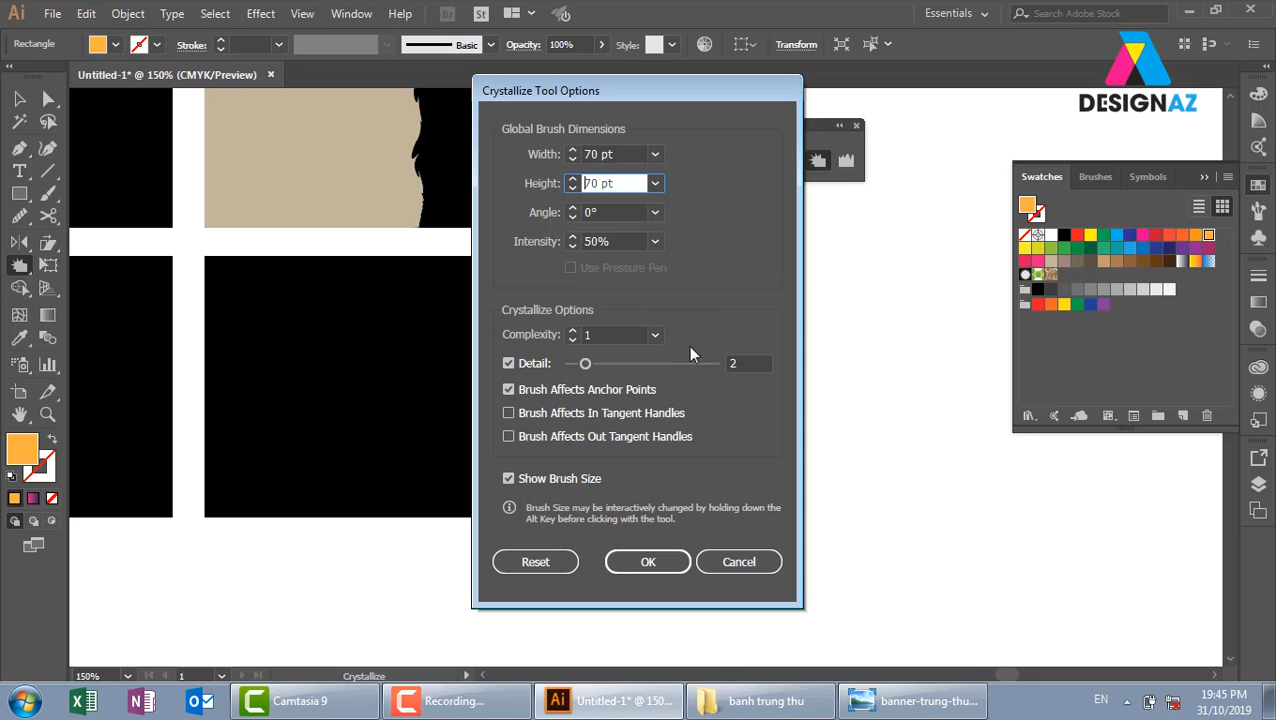 Ai File Edit Object Type Select Effect View Window Help Br St Essentials Search Adobe Stock
Rectangle Stroke: Basic Opacity: 100% Style: Transform
Untitled-1* @ 150% (CMYK/Preview)
DESIGNAZ
Crystallize Tool Options
Global Brush Dimensions
Width: 70 pt
Height: 70 pt
Angle: 0°
Intensity: 50%
Use Pressure Pen
Crystallize Options
Complexity: 1
Detail: 2
Brush Affects Anchor Points
Brush Affects In Tangent Handles
Brush Affects Out Tangent Handles
Show Brush Size
Brush Size may be interactively changed by holding down the
Alt Key before clicking with the tool.
Reset OK Cancel
Swatches Brushes Symbols
150% 1 Crystallize
Camtasia 9 Recording... Untitled-1* @ 150... banh trung thu banner-trung-thu... EN 19:45 PM
31/10/2019